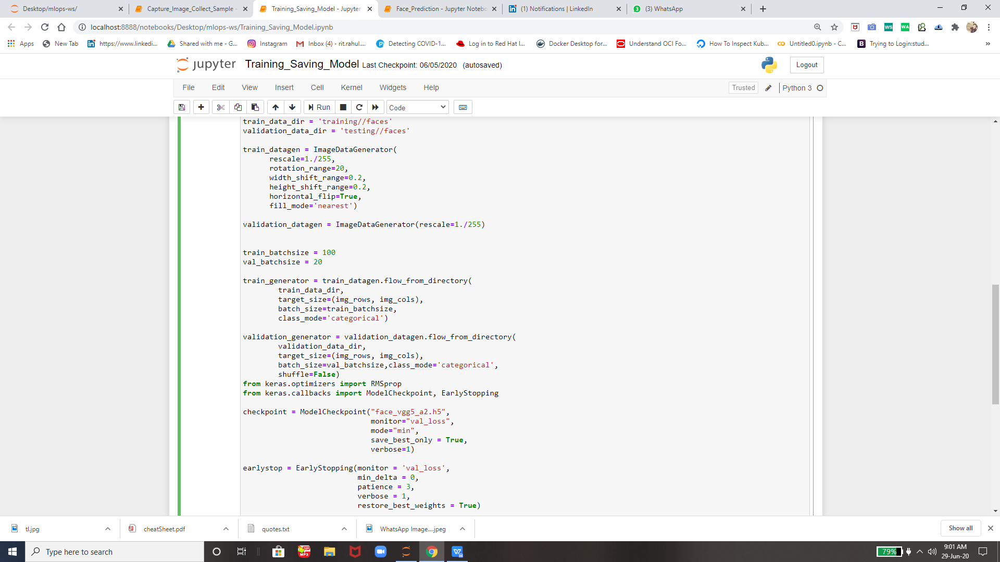 Desktop/mlops-ws/
Capture_Image_Collect_Sample -
Training_Saving_Model - Jupyter
Face_Prediction - Jupyter Notebo
(1) Notifications | LinkedIn
3 (3) WhatsApp
localhost:8888/notebooks/Desktop/mlops-ws/Training_Saving_Model.ipynb
WS
WA
Apps
New Tab
https://www.linkedi...
Shared with me - G...
Instagram
Inbox (4) - rit.rahul....
Detecting COVID-1...
Log in to Red Hat I...
Docker Desktop for...
Understand OCI Fo...
How To Inspect Kub...
Untitled0.ipynb - C...
B Trying to Login:stud...
»
jupyter Training_Saving_Model Last Checkpoint: 06/05/2020 (autosaved)
Logout
File Edit View Insert Cell Kernel Widgets Help
Trusted
Python 3
Run
Code
train_data_dir = 'training//faces'
validation_data_dir = 'testing//faces'
train_datagen = ImageDataGenerator(
rescale=1./255,
rotation_range=20,
width_shift_range=0.2,
height_shift_range=0.2,
horizontal_flip=True,
fill_mode='nearest')
validation_datagen = ImageDataGenerator(rescale=1./255)
train_batchsize = 100
val_batchsize = 20
train_generator = train_datagen.flow_from_directory(
train_data_dir,
target_size=(img_rows, img_cols),
batch_size=train_batchsize,
class_mode='categorical')
validation_generator = validation_datagen.flow_from_directory(
validation_data_dir,
target_size=(img_rows, img_cols),
batch_size=val_batchsize,class_mode='categorical',
shuffle=False)
from keras.optimizers import RMSprop
from keras.callbacks import ModelCheckpoint, EarlyStopping
checkpoint = ModelCheckpoint("face_vgg5_a2.h5",
monitor="val_loss",
mode="min",
save_best_only = True,
verbose=1)
earlystop = EarlyStopping(monitor = 'val_loss',
min_delta = 0,
patience = 3,
verbose = 1,
restore_best_weights = True)
tl.jpg
cheatSheet.pdf
quotes.txt
WhatsApp Image....jpeg
Show all
Type here to search
MP3
79%
9:01 AM
29-Jun-20